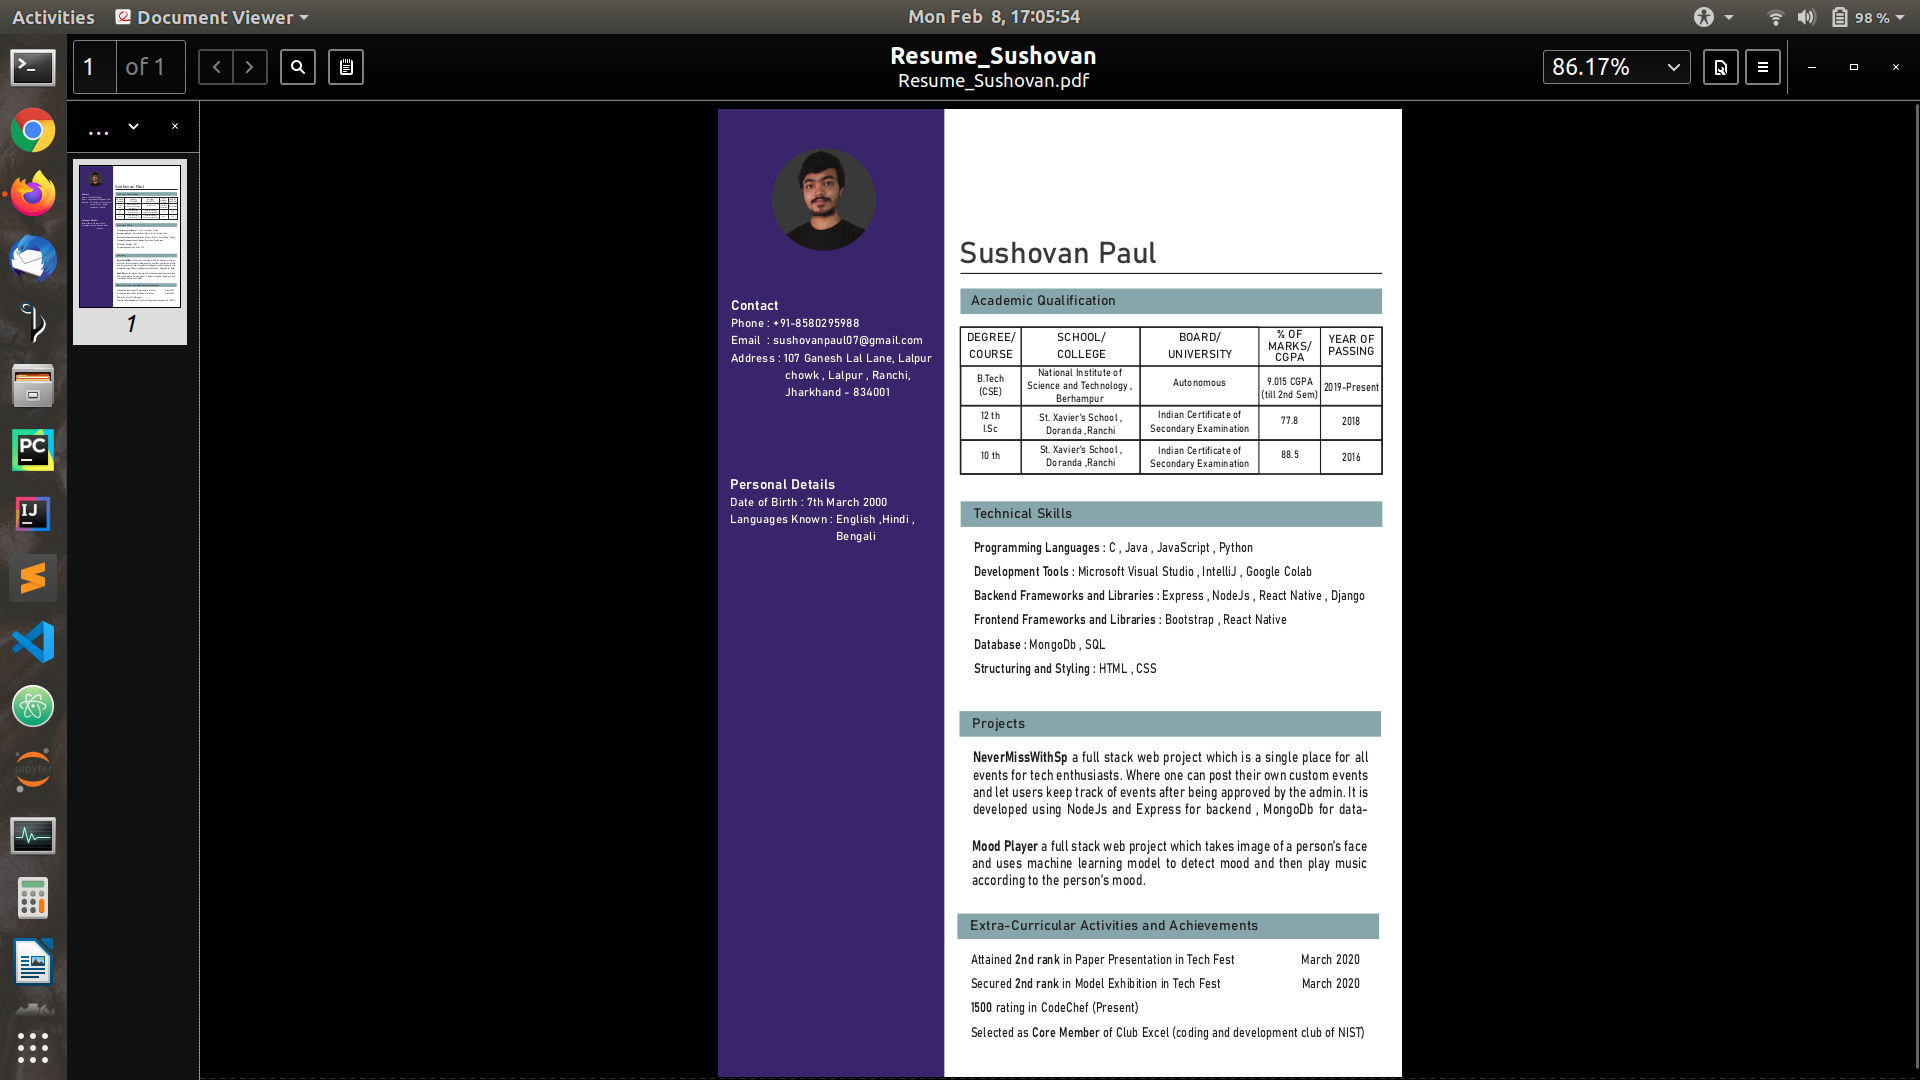 Activities
Document Viewer
Mon Feb 8, 17:05:54
98 %
1
of 1
Resume_Sushovan
Resume_Sushovan.pdf
86.17%
...
1
Contact
Phone : +91-8580295988
Email : sushovanpaul07@gmail.com
Address : 107 Ganesh Lal Lane, Lalpur
chowk , Lalpur , Ranchi,
Jharkhand - 834001
Personal Details
Date of Birth : 7th March 2000
Languages Known : English ,Hindi ,
Bengali
Sushovan Paul
Academic Qualification
DEGREE/ COURSE SCHOOL/ COLLEGE BOARD/ UNIVERSITY % OF MARKS/ CGPA YEAR OF PASSING
B.Tech (CSE) National Institute of Science and Technology , Berhampur Autonomous 9.015 CGPA (till 2nd Sem) 2019-Present
12 th I.Sc St. Xavier's School , Doranda ,Ranchi Indian Certificate of Secondary Examination 77.8 2018
10 th St. Xavier's School , Doranda ,Ranchi Indian Certificate of Secondary Examination 88.5 2016
Technical Skills
Programming Languages : C , Java , JavaScript , Python
Development Tools : Microsoft Visual Studio , IntelliJ , Google Colab
Backend Frameworks and Libraries : Express , NodeJs , React Native , Django
Frontend Frameworks and Libraries : Bootstrap , React Native
Database : MongoDb , SQL
Structuring and Styling : HTML , CSS
Projects
NeverMissWithSp a full stack web project which is a single place for all
events for tech enthusiasts. Where one can post their own custom events
and let users keep track of events after being approved by the admin. It is
developed using NodeJs and Express for backend , MongoDb for data-
Mood Player a full stack web project which takes image of a person's face
and uses machine learning model to detect mood and then play music
according to the person's mood.
Extra-Curricular Activities and Achievements
Attained 2nd rank in Paper Presentation in Tech Fest March 2020
Secured 2nd rank in Model Exhibition in Tech Fest March 2020
1500 rating in CodeChef (Present)
Selected as Core Member of Club Excel (coding and development club of NIST)
PC
IJ
jupyter